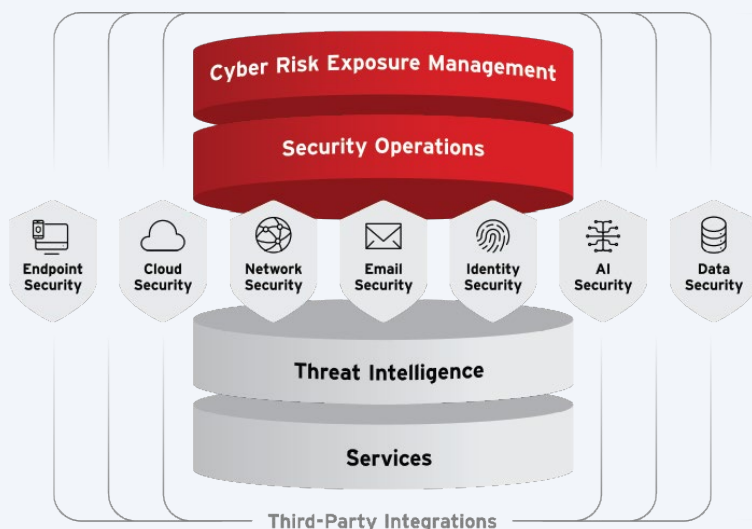 Cyber Risk Exposure Management
Security Operations
Endpoint
Security
Cloud
Security
Network
Security
Email
Security
Identity
Security
AI
Security
Data
Security
Threat Intelligence
Services
Third-Party Integrations